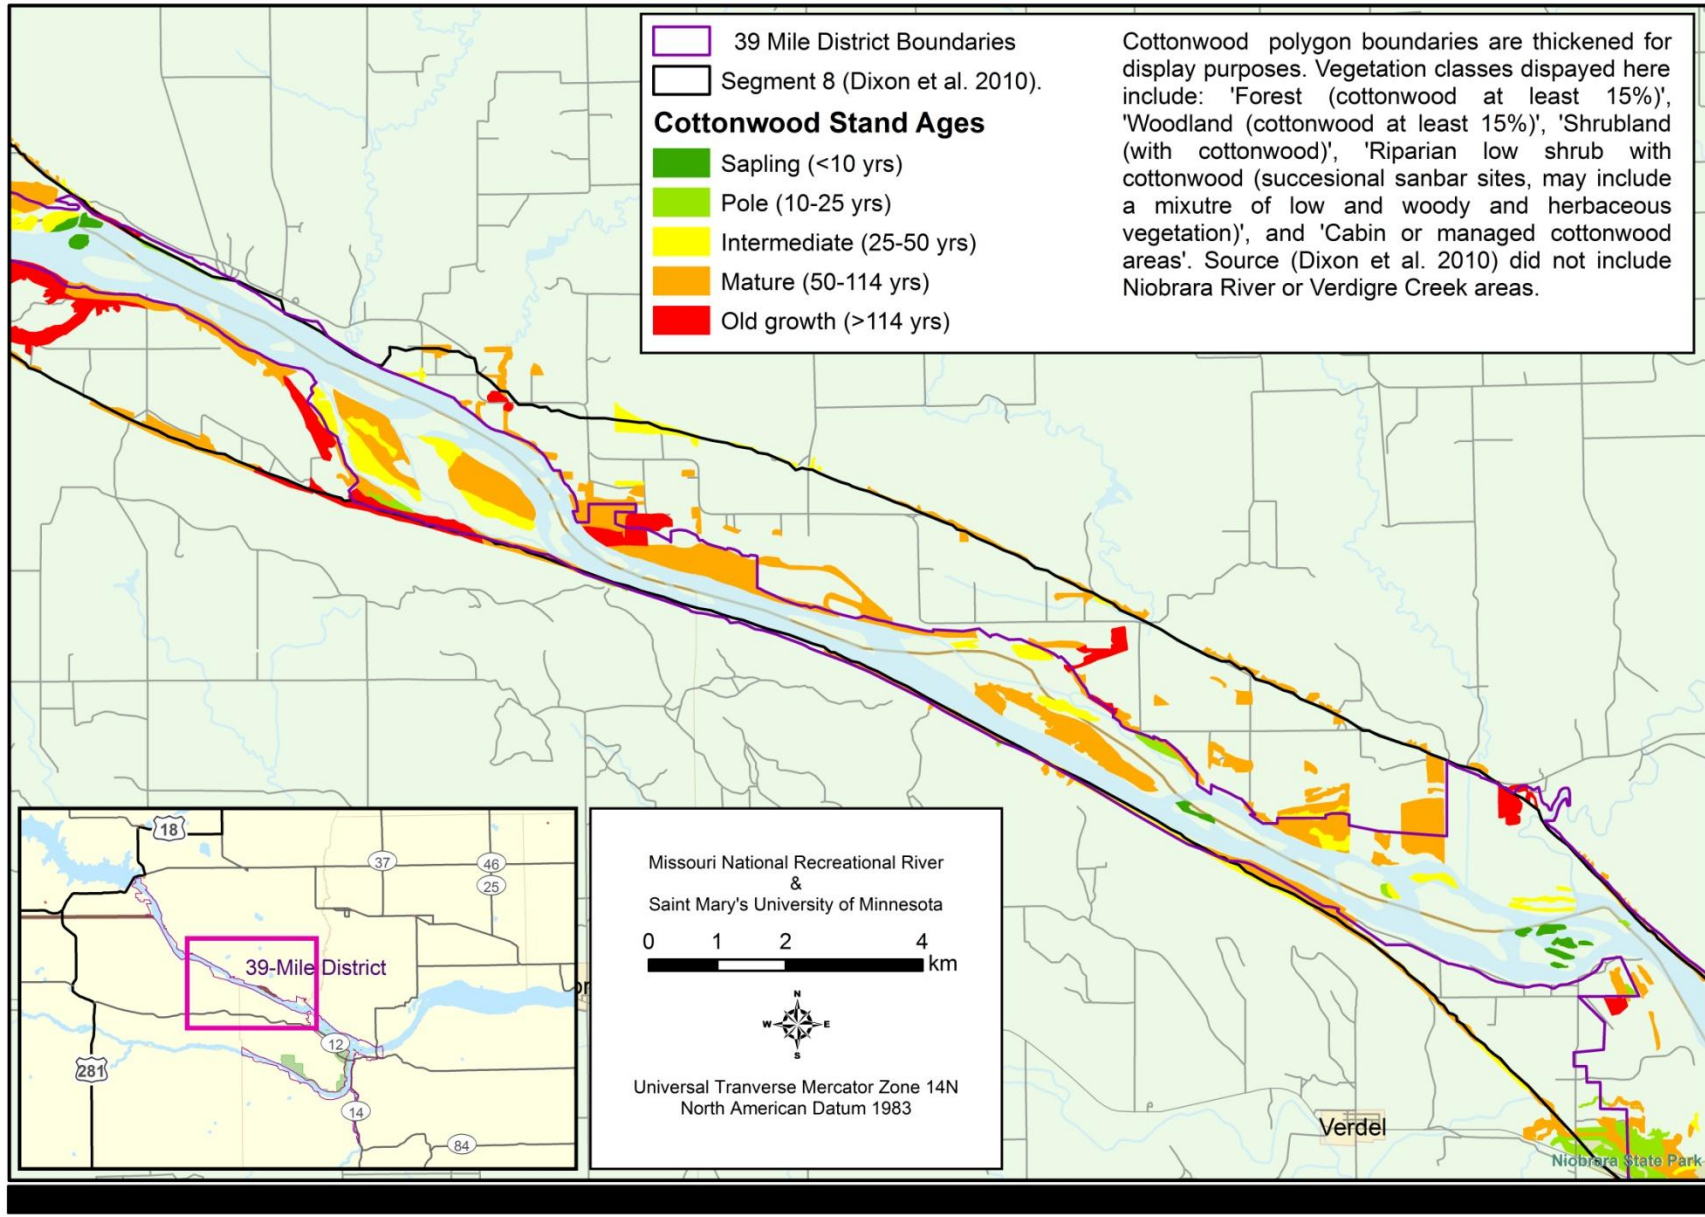 39 Mile District Boundaries
Segment 8 (Dixon et al. 2010).
Cottonwood Stand Ages
Sapling (<10 yrs)
Pole (10-25 yrs)
Intermediate (25-50 yrs)
Mature (50-114 yrs)
Old growth (>114 yrs)
Cottonwood polygon boundaries are thickened for
display purposes. Vegetation classes dispayed here
include: 'Forest (cottonwood at least 15%)',
'Woodland (cottonwood at least 15%)', 'Shrubland
(with cottonwood)', 'Riparian low shrub with
cottonwood (succesional sanbar sites, may include
a mixutre of low and woody and herbaceous
vegetation)', and 'Cabin or managed cottonwood
areas'. Source (Dixon et al. 2010) did not include
Niobrara River or Verdigre Creek areas.
18
37
46
25
39-Mile District
12
281
14
84
Missouri National Recreational River
&
Saint Mary's University of Minnesota
0 1 2 4
km
N
W E
S
Universal Tranverse Mercator Zone 14N
North American Datum 1983
Verdel
Niobrara State Park